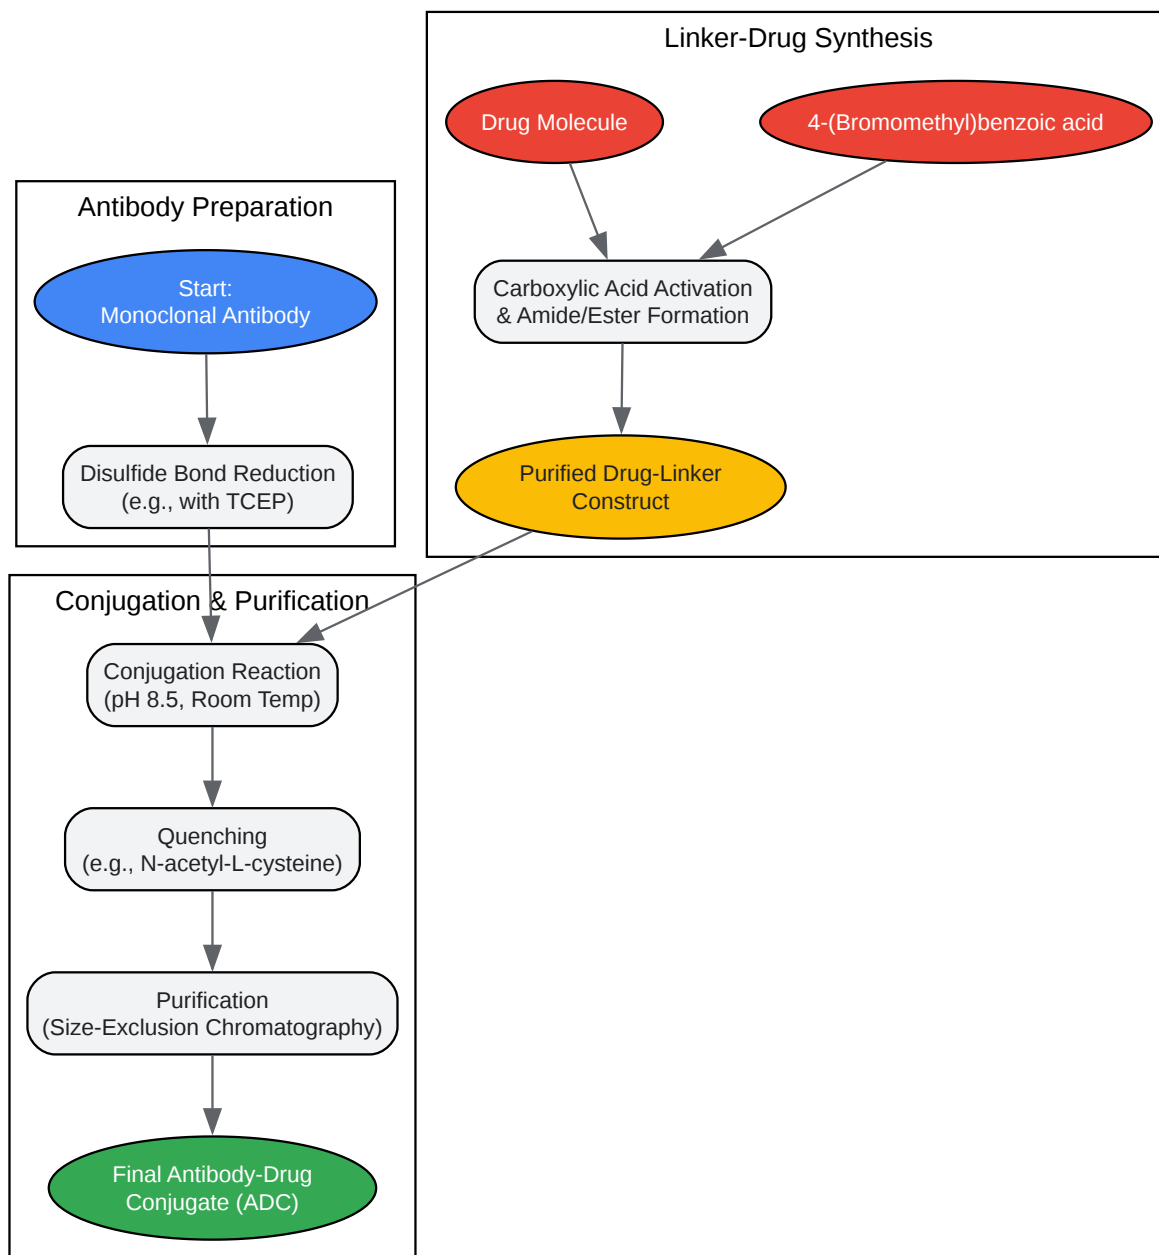 Linker-Drug Synthesis
Drug Molecule
4-(Bromomethyl)benzoic acid
Antibody Preparation
Start:
Monoclonal Antibody
Carboxylic Acid Activation
& Amide/Ester Formation
Disulfide Bond Reduction
(e.g., with TCEP)
Purified Drug-Linker
Construct
Conjugation & Purification
Conjugation Reaction
(pH 8.5, Room Temp)
Quenching
(e.g., N-acetyl-L-cysteine)
Purification
(Size-Exclusion Chromatography)
Final Antibody-Drug
Conjugate (ADC)